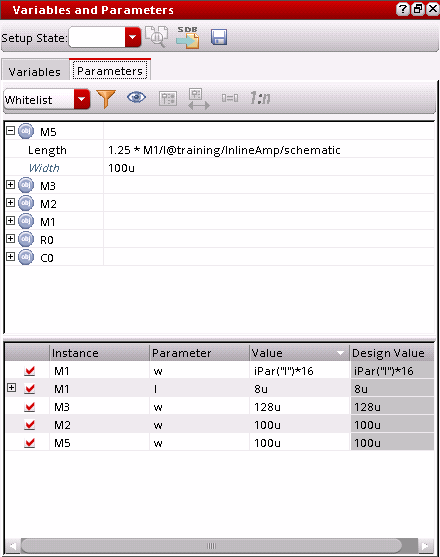 Variables and Parameters
Setup State:
SDB
Variables Parameters
Whitelist 1:n
M5
Length 1.25 * M1/l@training/InlineAmp/schematic
Width 100u
M3
M2
M1
R0
C0
Instance Parameter Value Design Value
M1 w iPar("l")*16 iPar("l")*16
M1 l 8u 8u
M3 w 128u 128u
M2 w 100u 100u
M5 w 100u 100u